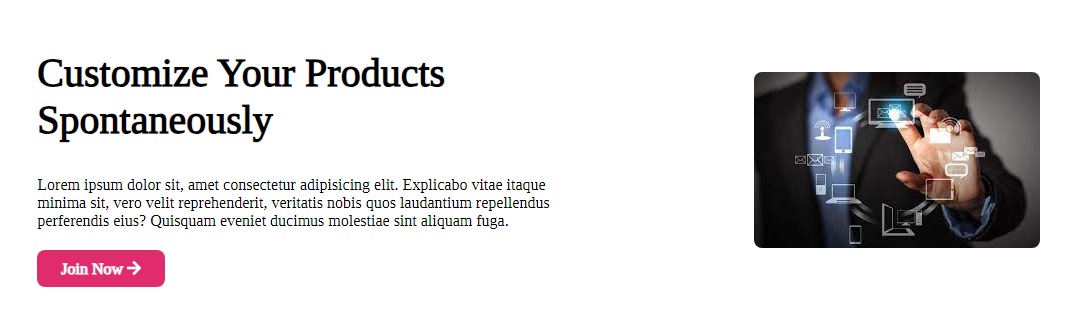 Customize Your Products
Spontaneously
Lorem ipsum dolor sit, amet consectetur adipisicing elit. Explicabo vitae itaque
minima sit, vero velit reprehenderit, veritatis nobis quos laudantium repellendus
perferendis eius? Quisquam eveniet ducimus molestiae sint aliquam fuga.
Join Now →